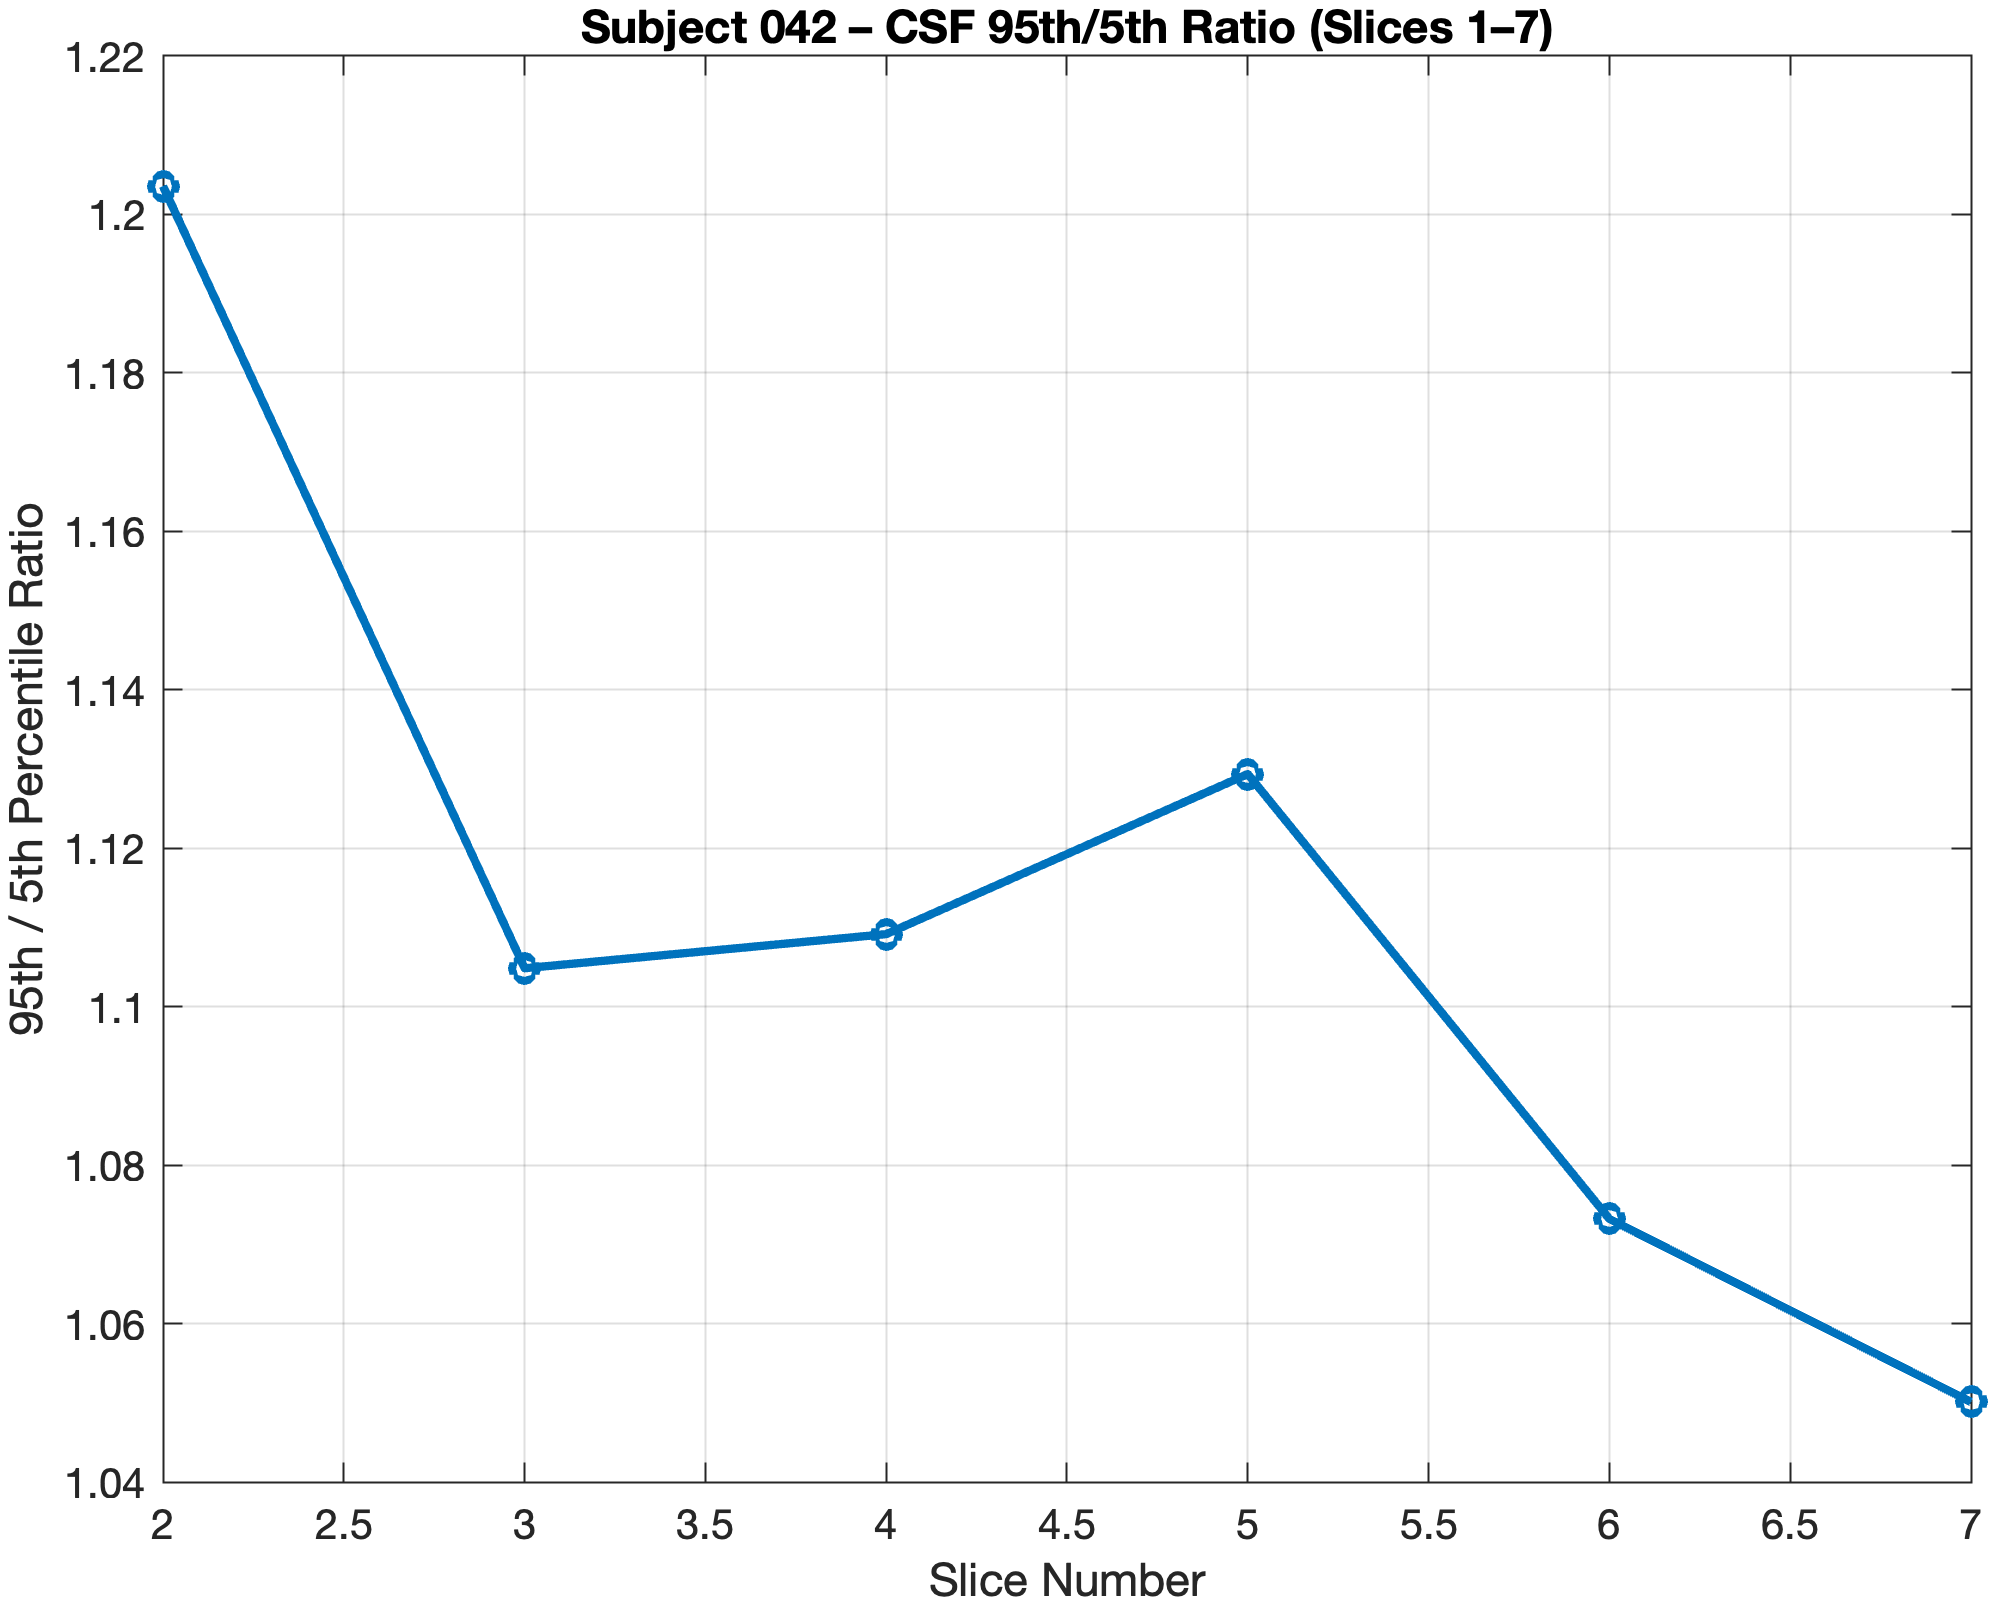 Subject 042 – CSF 95th/5th Ratio (Slices 1–7)
1.22
1.2
1.18
1.16
1.14
1.12
1.1
1.08
1.06
1.04
95th / 5th Percentile Ratio
2 2.5 3 3.5 4 4.5 5 5.5 6 6.5 7
Slice Number